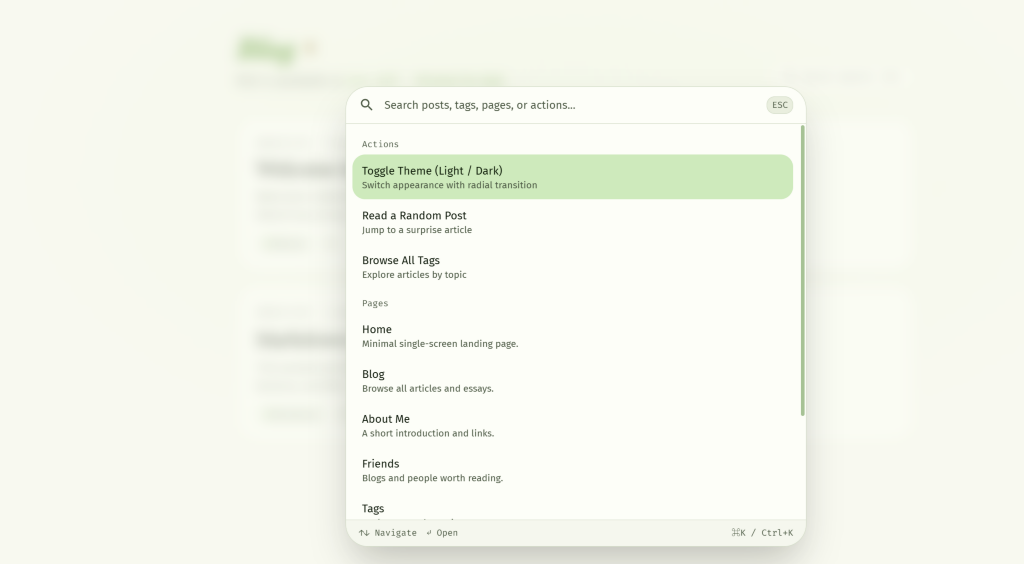 Blog
Search posts, tags, pages, or actions...
ESC
Actions
Toggle Theme (Light / Dark)
Switch appearance with radial transition
Read a Random Post
Jump to a surprise article
Browse All Tags
Explore articles by topic
Pages
Home
Minimal single-screen landing page.
Blog
Browse all articles and essays.
About Me
A short introduction and links.
Friends
Blogs and people worth reading.
Tags
↑↓ Navigate ⏎ Open
⌘K / Ctrl+K